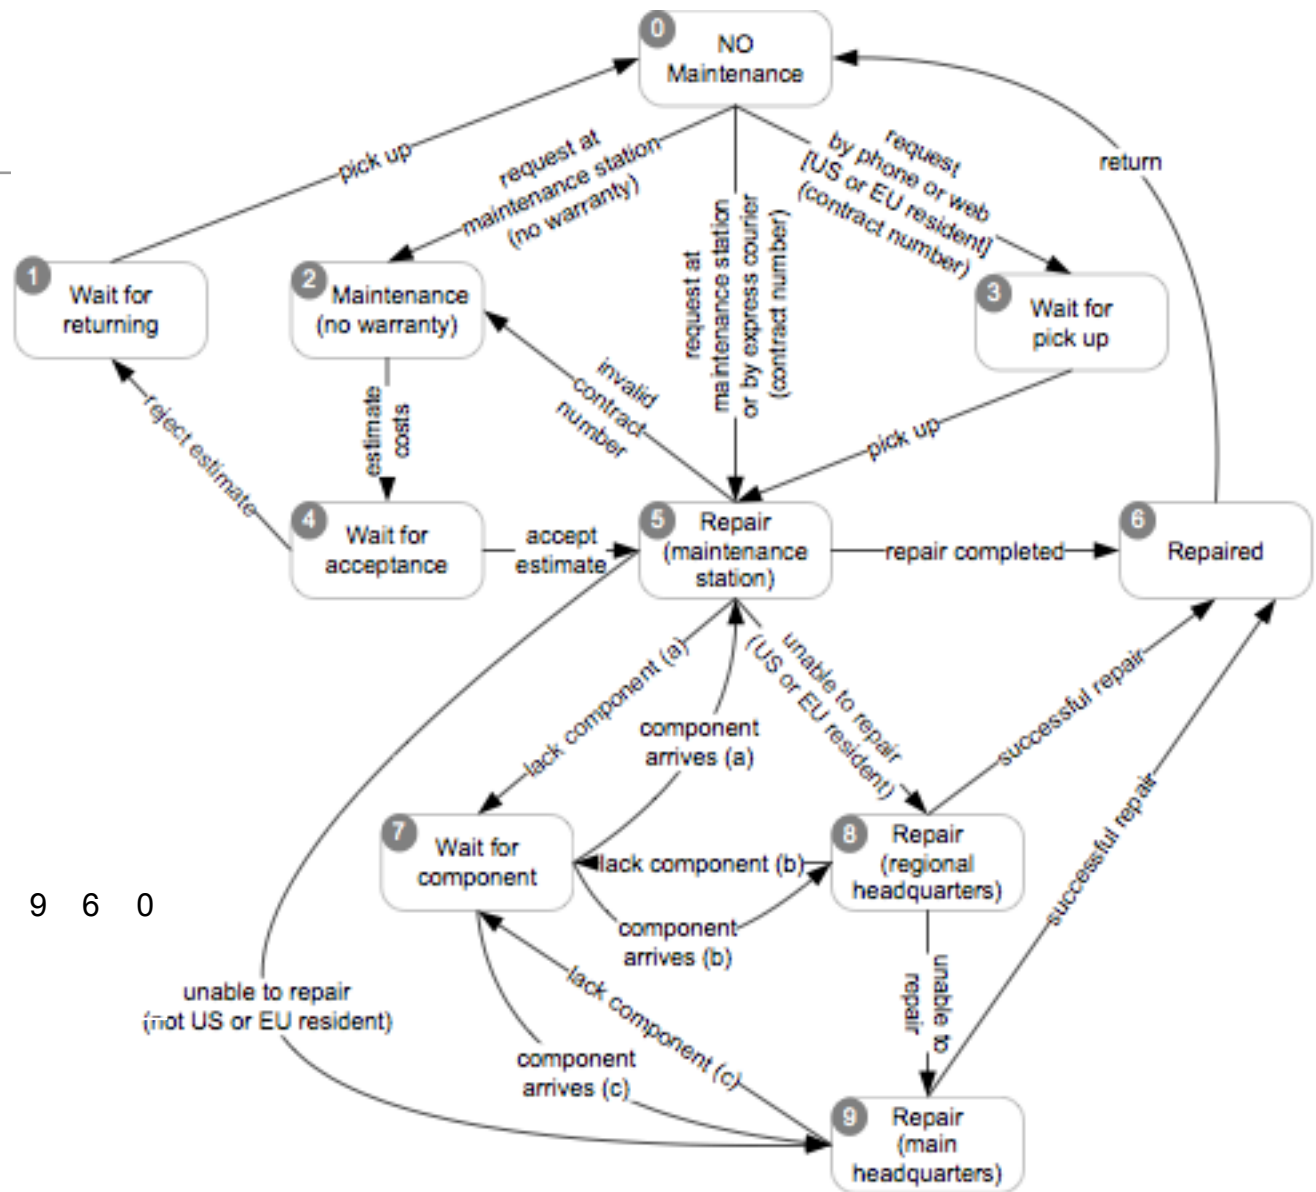 0
NO
Maintenance
pick up
request at
maintenance station
(no warranty)
request at
maintenance station
or by express courier
(contract number)
request
by phone or web
[US or EU resident]
(contract number)
return
1
Wait for
returning
2
Maintenance
(no warranty)
3
Wait for
pick up
reject estimate
estimate
costs
invalid
contract
number
pick up
4
Wait for
acceptance
accept
estimate
5
Repair
(maintenance
station)
repair completed
6
Repaired
lack component (a)
component
arrives (a)
unable to repair
(US or EU resident)
successful repair
successful repair
7
Wait for
component
lack component (b)
component
arrives (b)
8
Repair
(regional
headquarters)
9 6 0
unable to repair
(not US or EU resident)
lack component (c)
component
arrives (c)
unable to
repair
9
Repair
(main
headquarters)